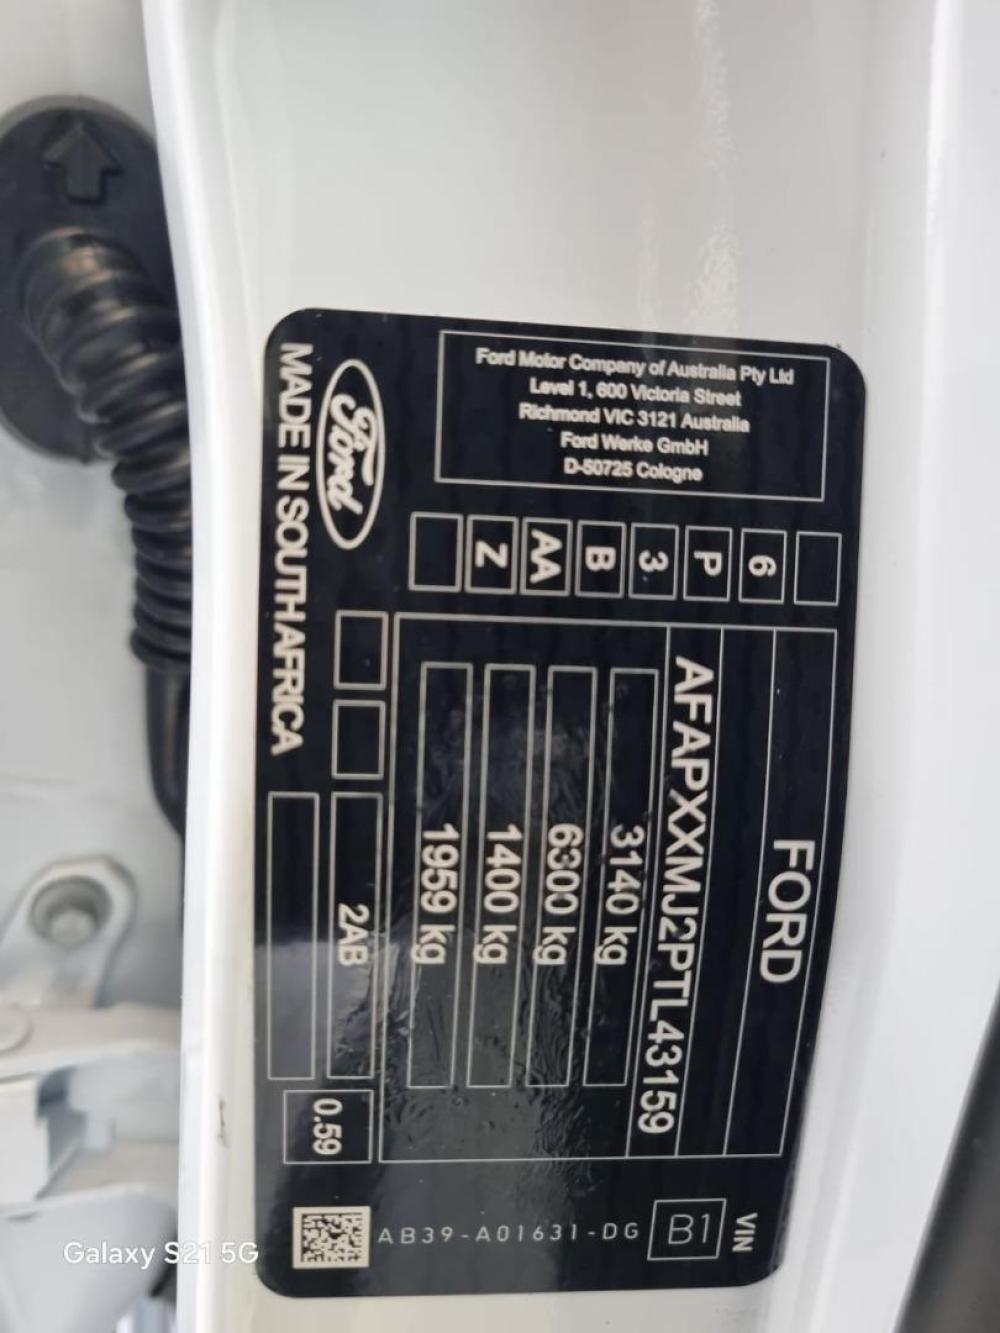 Ford Motor Company of Australia Pty Ltd
Level 1, 600 Victoria Street
Richmond VIC 3121 Australia
Ford Werke GmbH
D-50725 Cologne
6
P
3
B
AA
Z
Ford
MADE IN SOUTH AFRICA
FORD
AFAPXXMJ2PTL43159
3140 kg
6300 kg
1400 kg
1959 kg
2AB
0.59
VIN
B1
AB39-A01631-DG
Galaxy S21 5G